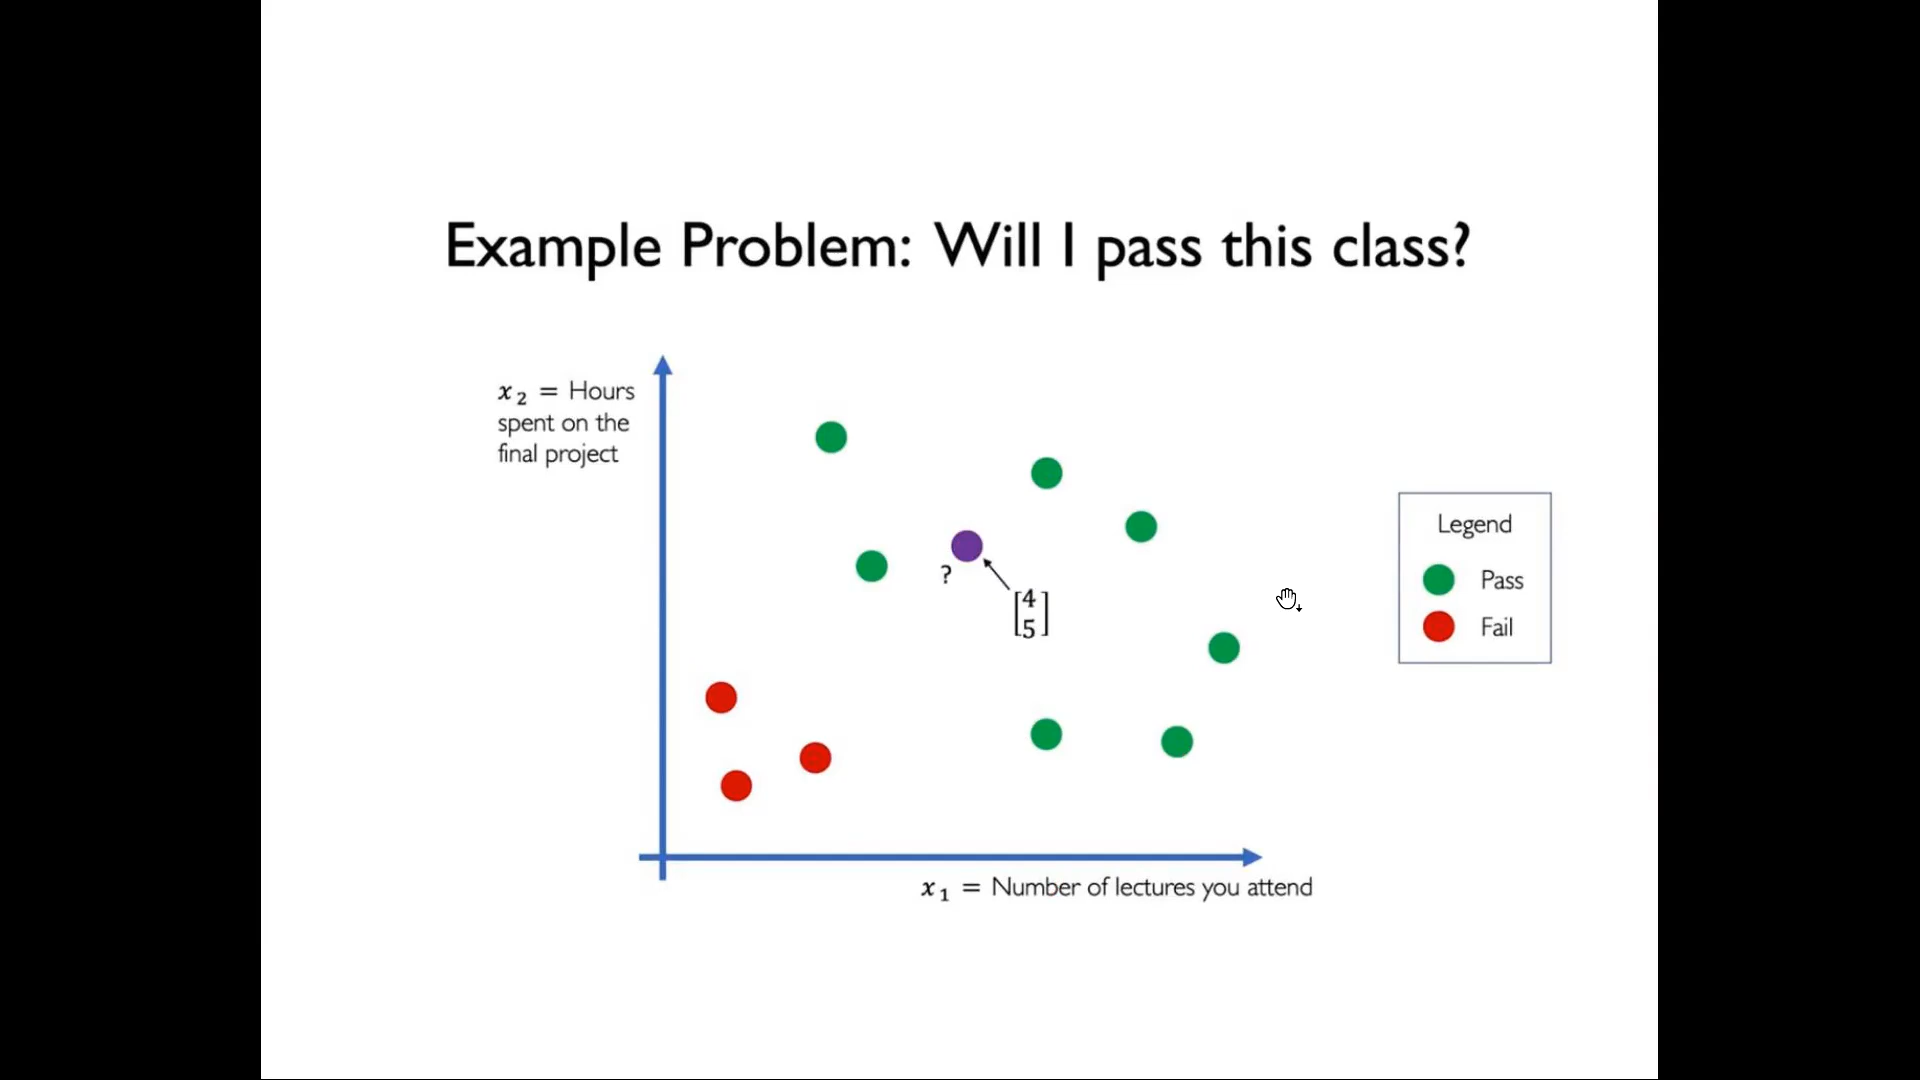 Example Problem: Will I pass this class?
x₂ = Hours
spent on the
final project
?
[4
5]
Legend
Pass
Fail
x₁ = Number of lectures you attend